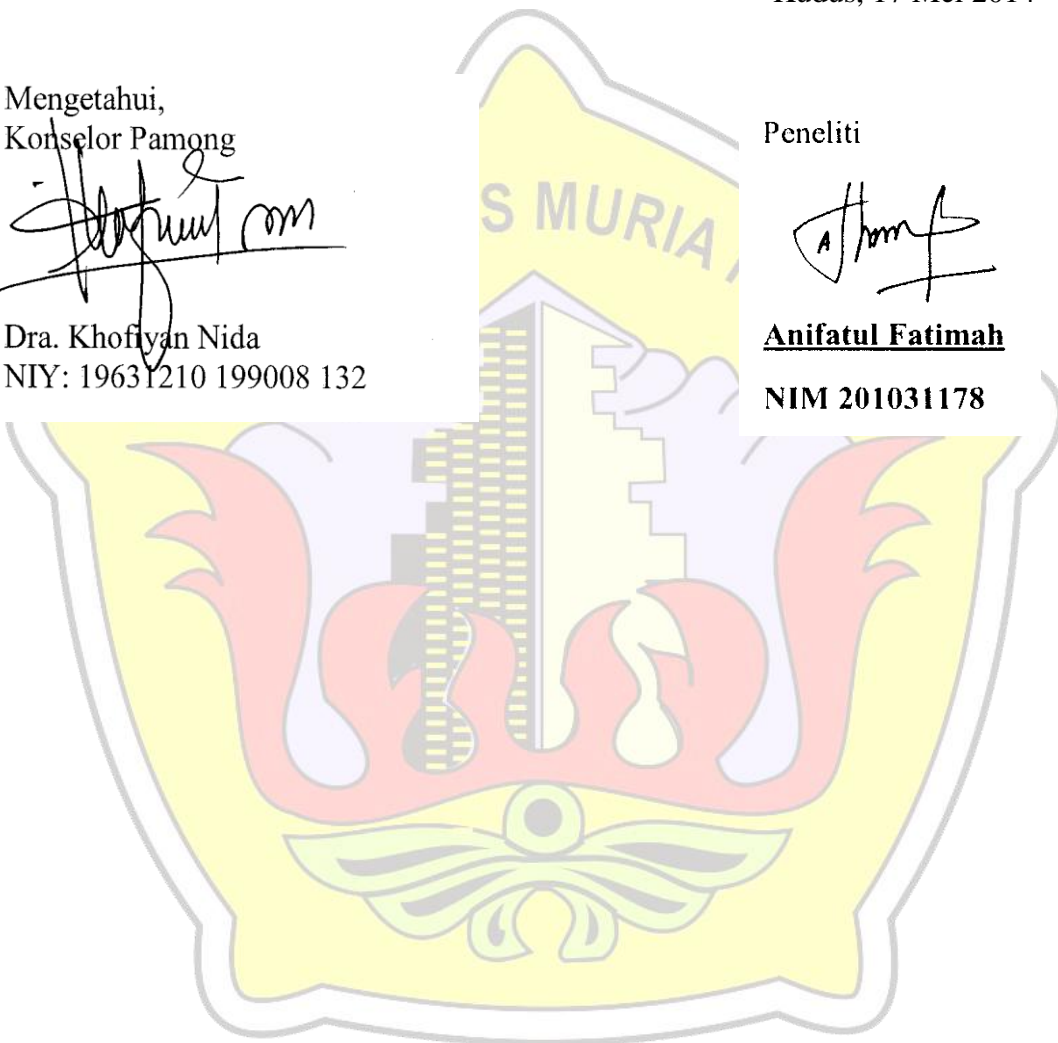 Kudus, 17 Mei 2014
Mengetahui,
Konselor Pamong
Dra. Khofiyan Nida
NIY: 19631210 199008 132
Peneliti
Anifatul Fatimah
NIM 201031178
S MURIA